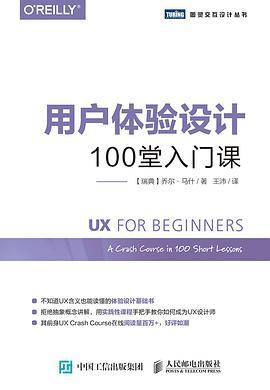 O'REILLY®
TURING 图灵交互设计丛书
用户体验设计
100堂入门课
【瑞典】乔尔·马什 / 著 王沛 / 译
UX FOR BEGINNERS
A Crash Course in 100 Short Lessons
不知道UX含义也能读懂的体验设计基础书
拒绝抽象概念讲解，用实践性课程手把手教你如何成为UX设计师
其前身UX Crash Course在线阅读量百万+，好评如潮
中国工信出版集团 人民邮电出版社
POSTS & TELECOM PRESS